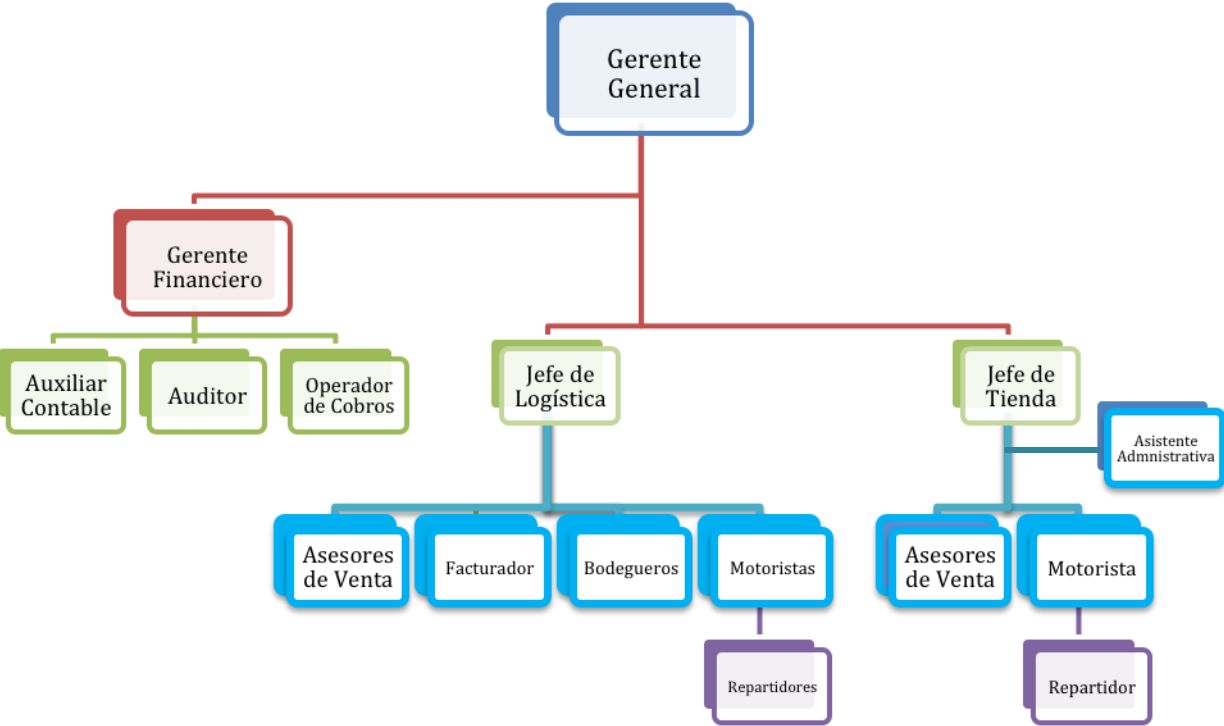 Gerente
General
Gerente
Financiero
Auxiliar
Contable
Auditor
Operador
de Cobros
Jefe de
Logística
Jefe de
Tienda
Asistente
Admnistrativa
Asesores
de Venta
Facturador
Bodegueros
Motoristas
Asesores
de Venta
Motorista
Repartidores
Repartidor